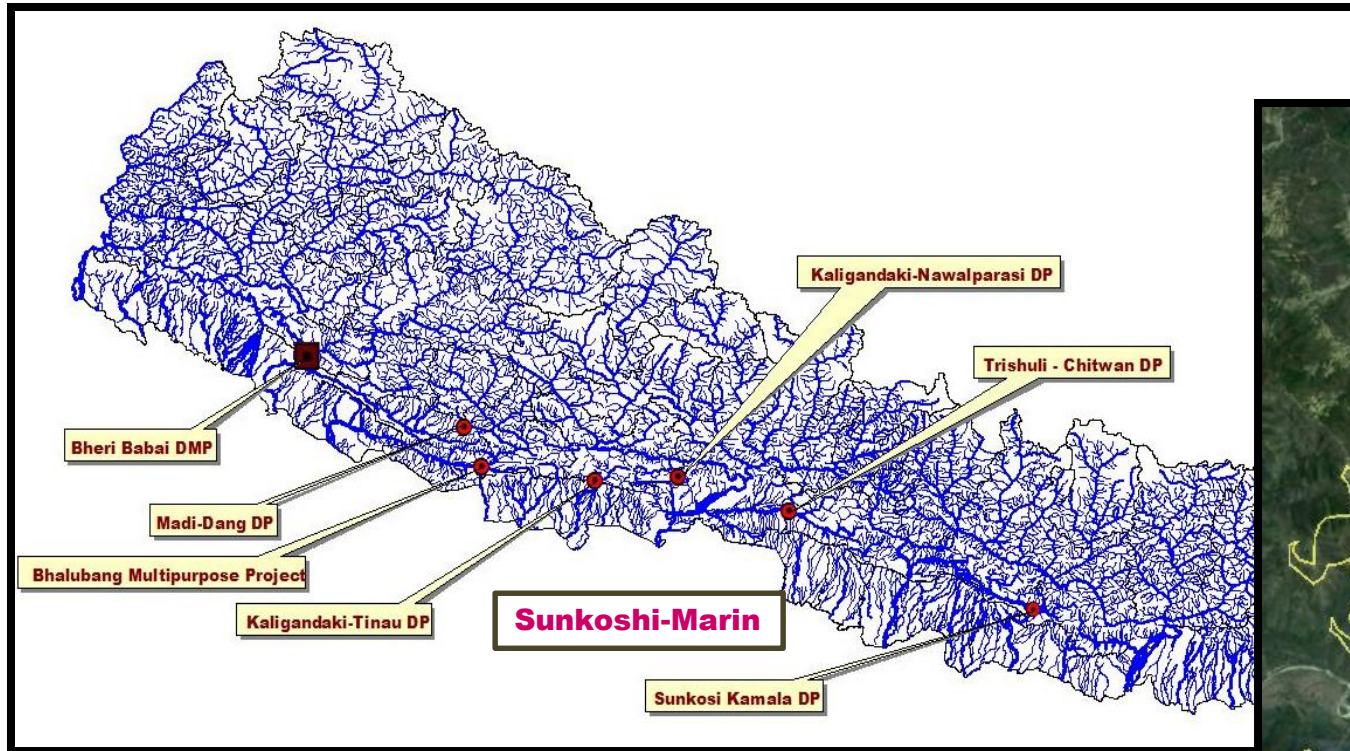 Kaligandaki-Nawalparasi DP
Trishuli - Chitwan DP
Bheri Babai DMP
Madi-Dang DP
Bhalubang Multipurpose Project
Kaligandaki-Tinau DP
Sunkoshi-Marin
Sunkosi Kamala DP